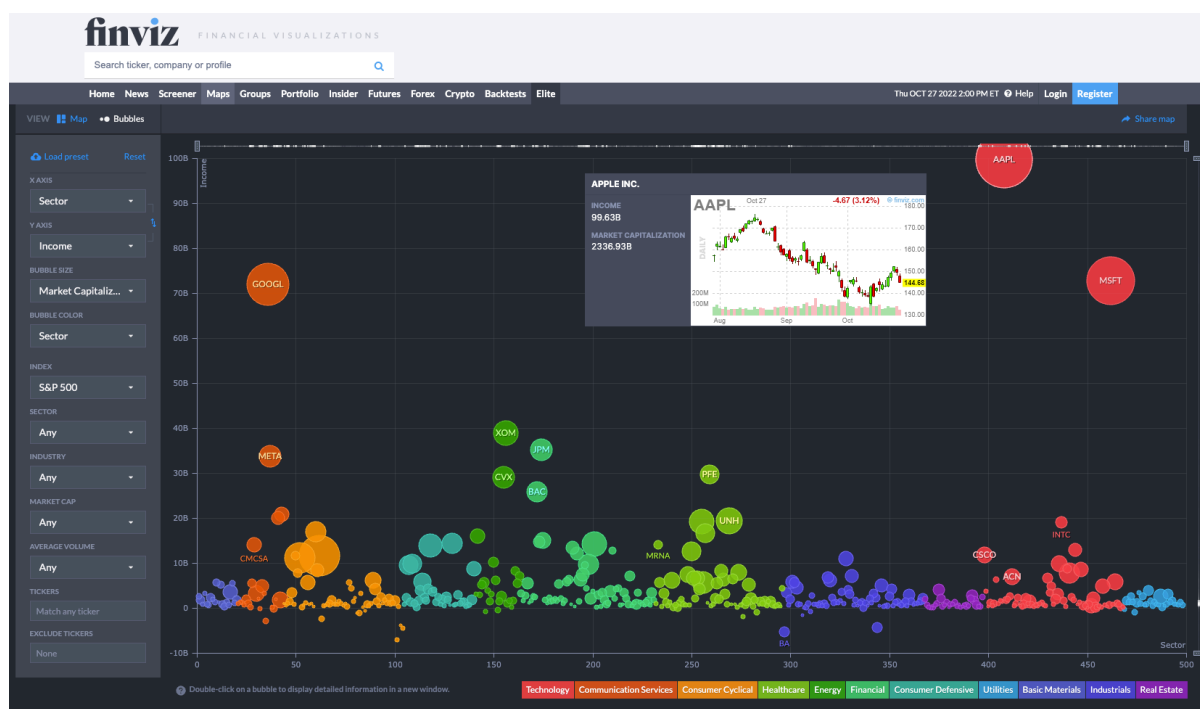 finviz FINANCIAL VISUALIZATIONS
Search ticker, company or profile
Home News Screener Maps Groups Portfolio Insider Futures Forex Crypto Backtests Elite Thu OCT 27 2022 2:00 PM ET Help Login Register
VIEW Map Bubbles Share map
Load preset Reset
X AXIS
Sector
Y AXIS
Income
BUBBLE SIZE
Market Capitaliz...
BUBBLE COLOR
Sector
INDEX
S&P 500
SECTOR
Any
INDUSTRY
Any
MARKET CAP
Any
AVERAGE VOLUME
Any
TICKERS
Match any ticker
EXCLUDE TICKERS
None
Income
100B
90B
80B
70B
60B
50B
40B
30B
20B
10B
0
-10B
AAPL
APPLE INC.
INCOME
99.63B
MARKET CAPITALIZATION
2336.93B
AAPL Oct 27 -4.67 (3.12%) © finviz.com
DAILY
180.00
170.00
160.00
150.00
144.68
140.00
130.00
200M
100M
Aug Sep Oct
GOOGL
MSFT
XOM
JPM
META
CVX
BAC
PFE
UNH
INTC
CMCSA
MRNA
CSCO
ACN
BA
Sector
0 50 100 150 200 250 300 350 400 450 500
Double-click on a bubble to display detailed information in a new window.
Technology Communication Services Consumer Cyclical Healthcare Energy Financial Consumer Defensive Utilities Basic Materials Industrials Real Estate